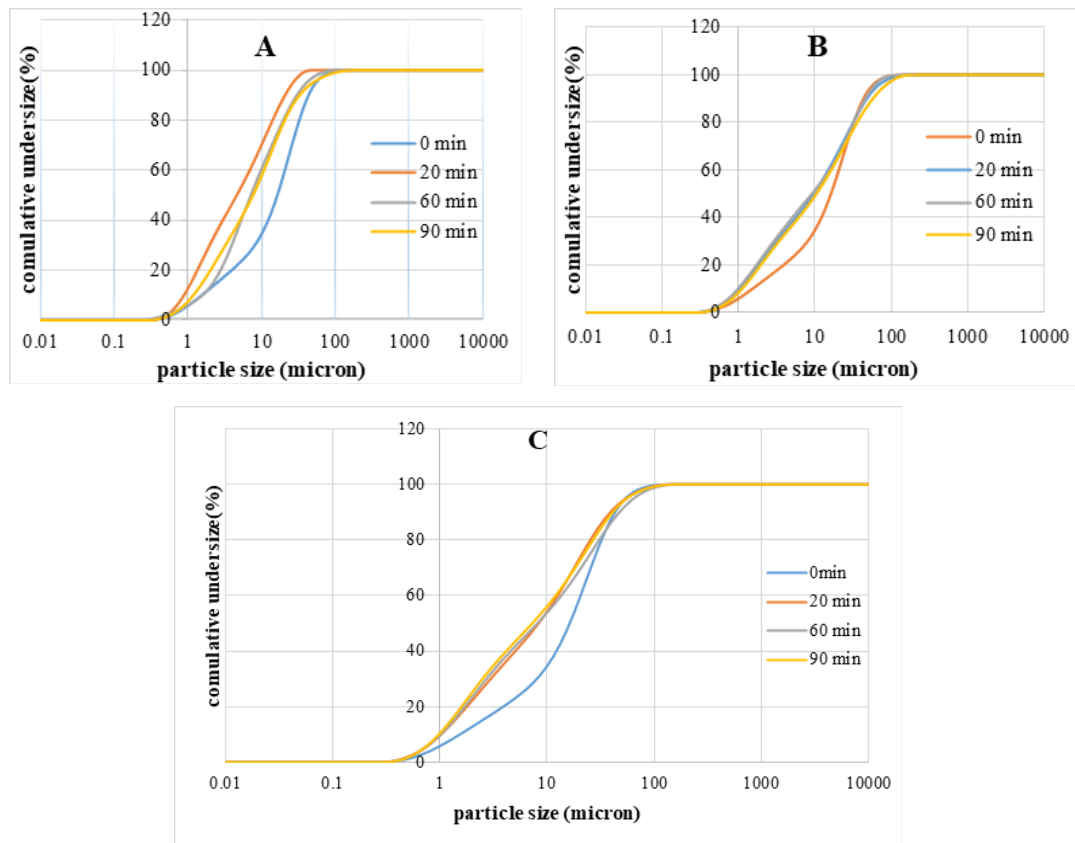 A
comulative undersize(%)
120
100
80
60
40
20
0
0.01 0.1 1 10 100 1000 10000
particle size (micron)
0 min
20 min
60 min
90 min
B
comulative undersize(%)
120
100
80
60
40
20
0
0.01 0.1 1 10 100 1000 10000
particle size (micron)
0 min
20 min
60 min
90 min
C
comulative undersize(%)
120
100
80
60
40
20
0
0.01 0.1 1 10 100 1000 10000
particle size (micron)
0min
20 min
60 min
90 min